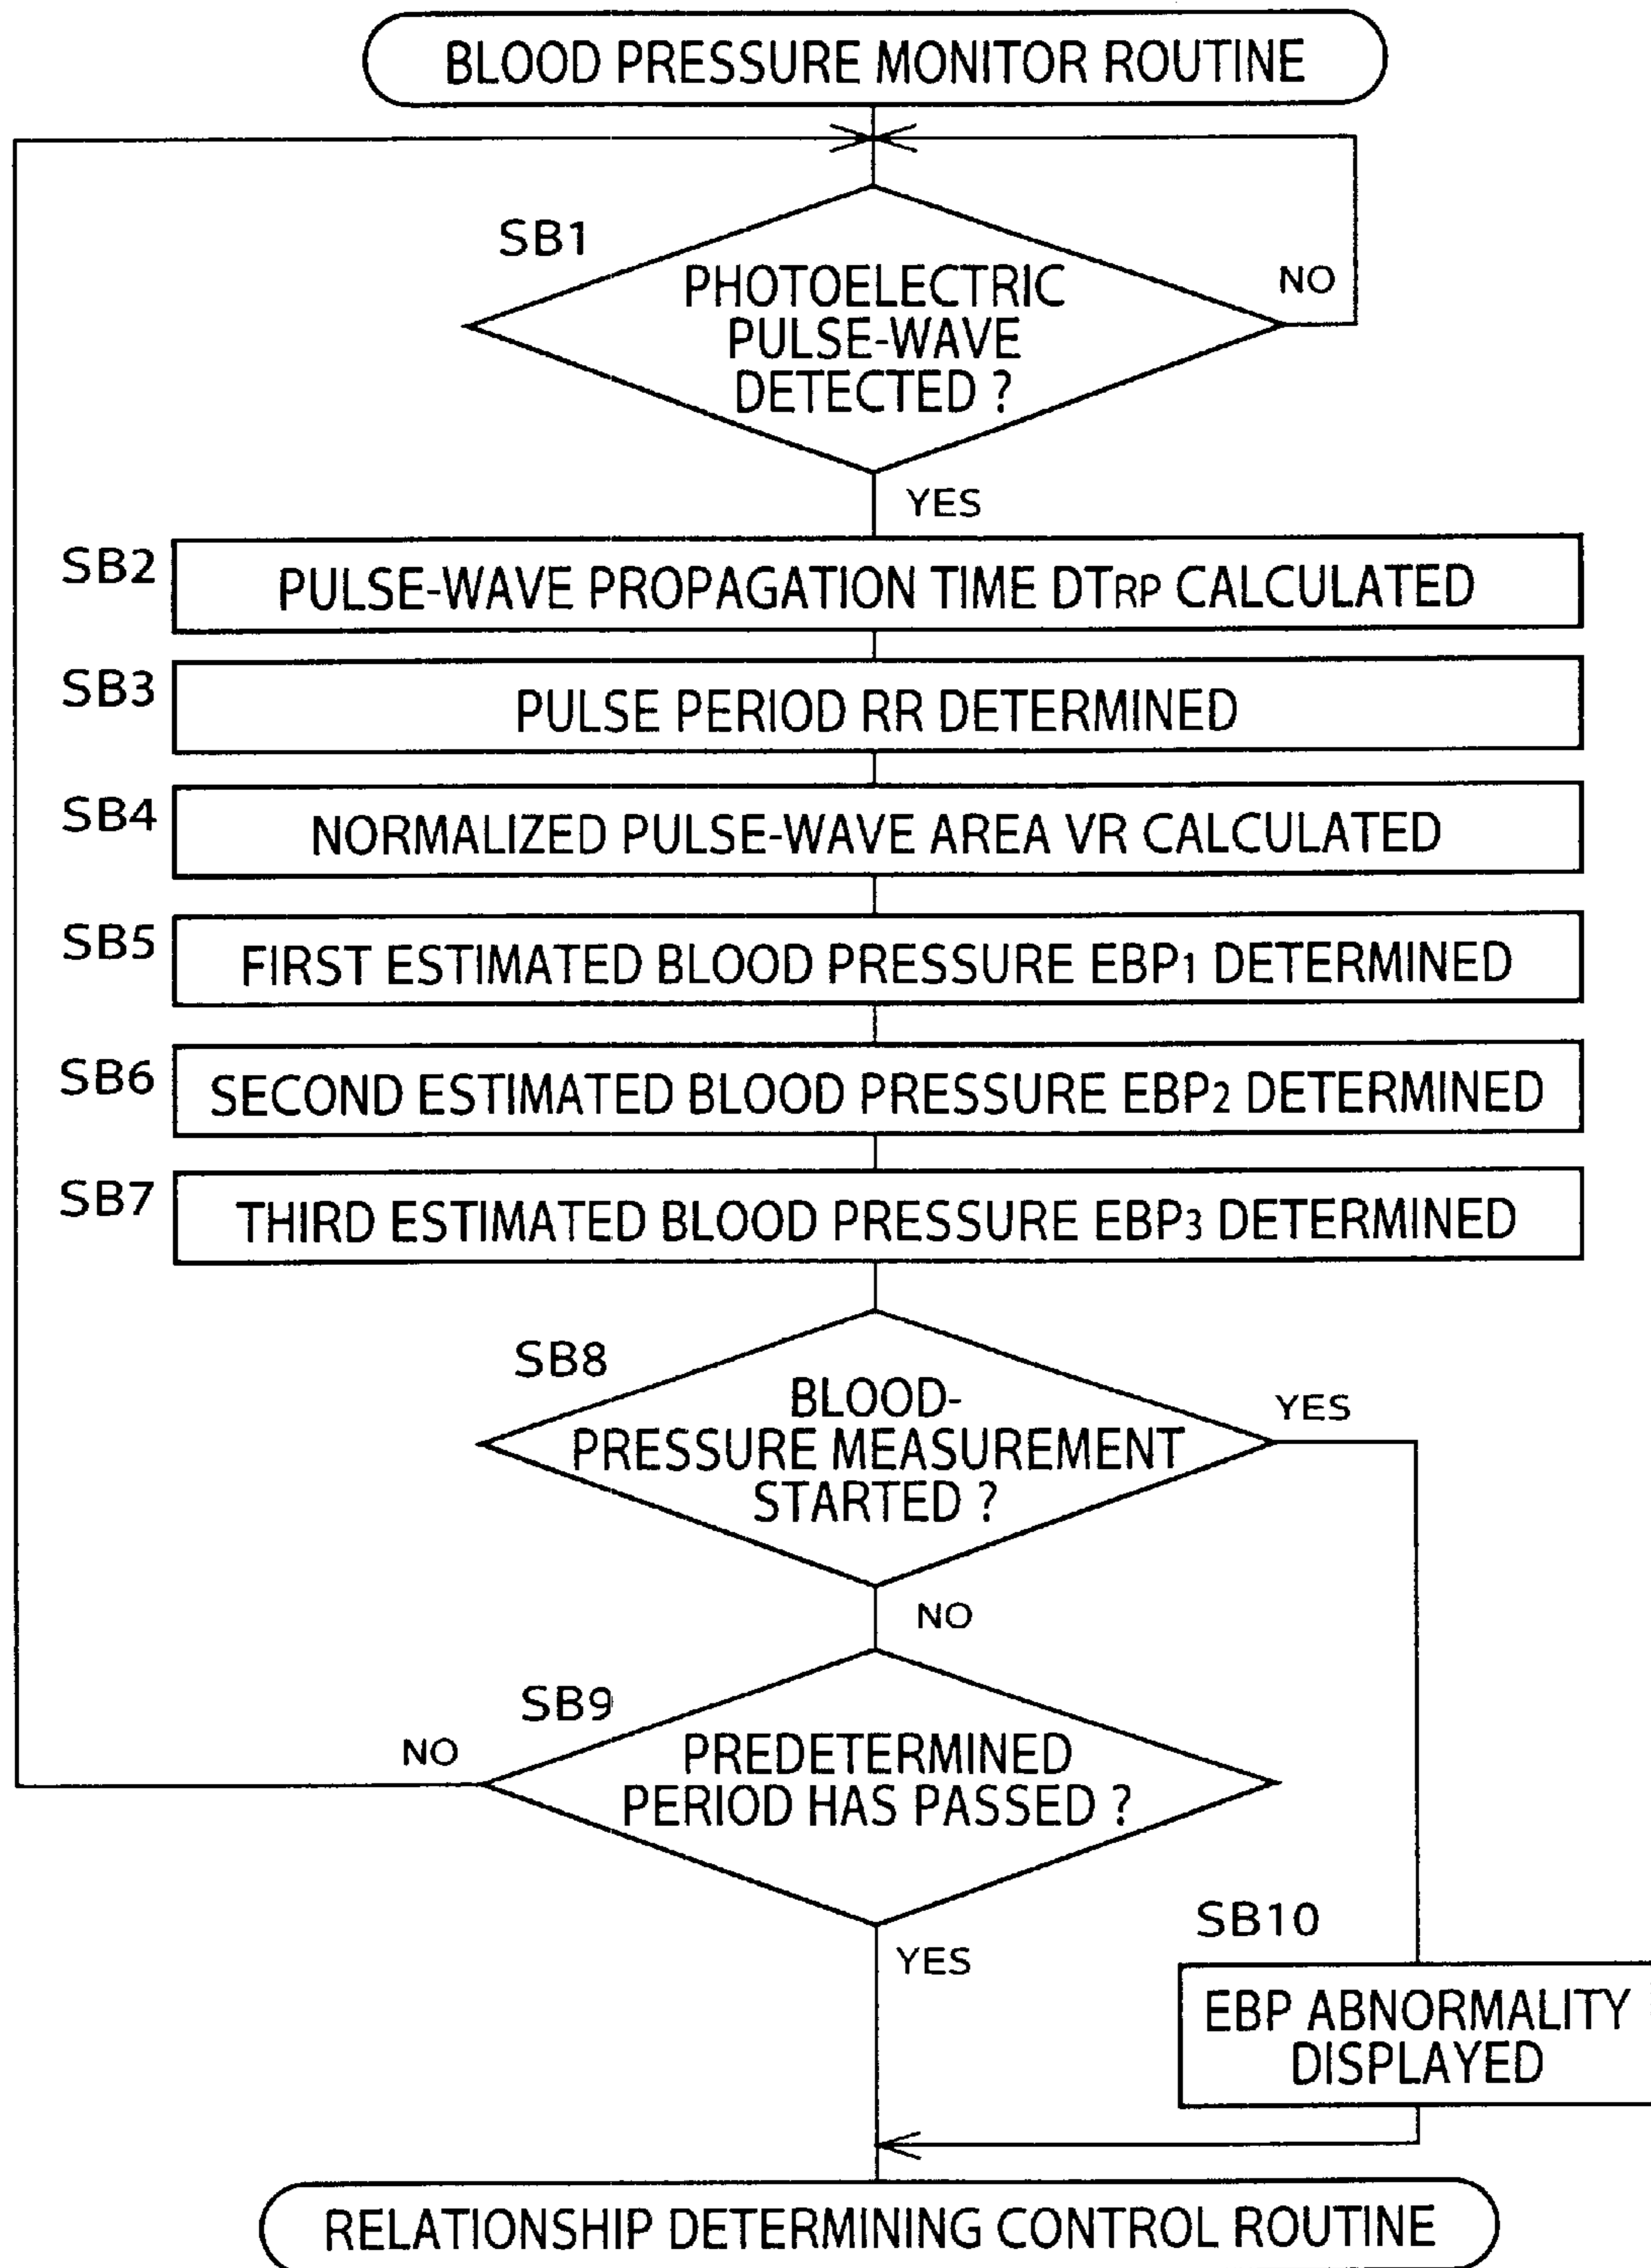 BLOOD PRESSURE MONITOR ROUTINE
SB1
PHOTOELECTRIC
PULSE-WAVE
DETECTED ?
NO
YES
SB2
PULSE-WAVE PROPAGATION TIME DTRP CALCULATED
SB3
PULSE PERIOD RR DETERMINED
SB4
NORMALIZED PULSE-WAVE AREA VR CALCULATED
SB5
FIRST ESTIMATED BLOOD PRESSURE EBP1 DETERMINED
SB6
SECOND ESTIMATED BLOOD PRESSURE EBP2 DETERMINED
SB7
THIRD ESTIMATED BLOOD PRESSURE EBP3 DETERMINED
SB8
BLOOD-
PRESSURE MEASUREMENT
STARTED ?
YES
NO
SB9
PREDETERMINED
PERIOD HAS PASSED ?
NO
YES
SB10
EBP ABNORMALITY
DISPLAYED
RELATIONSHIP DETERMINING CONTROL ROUTINE